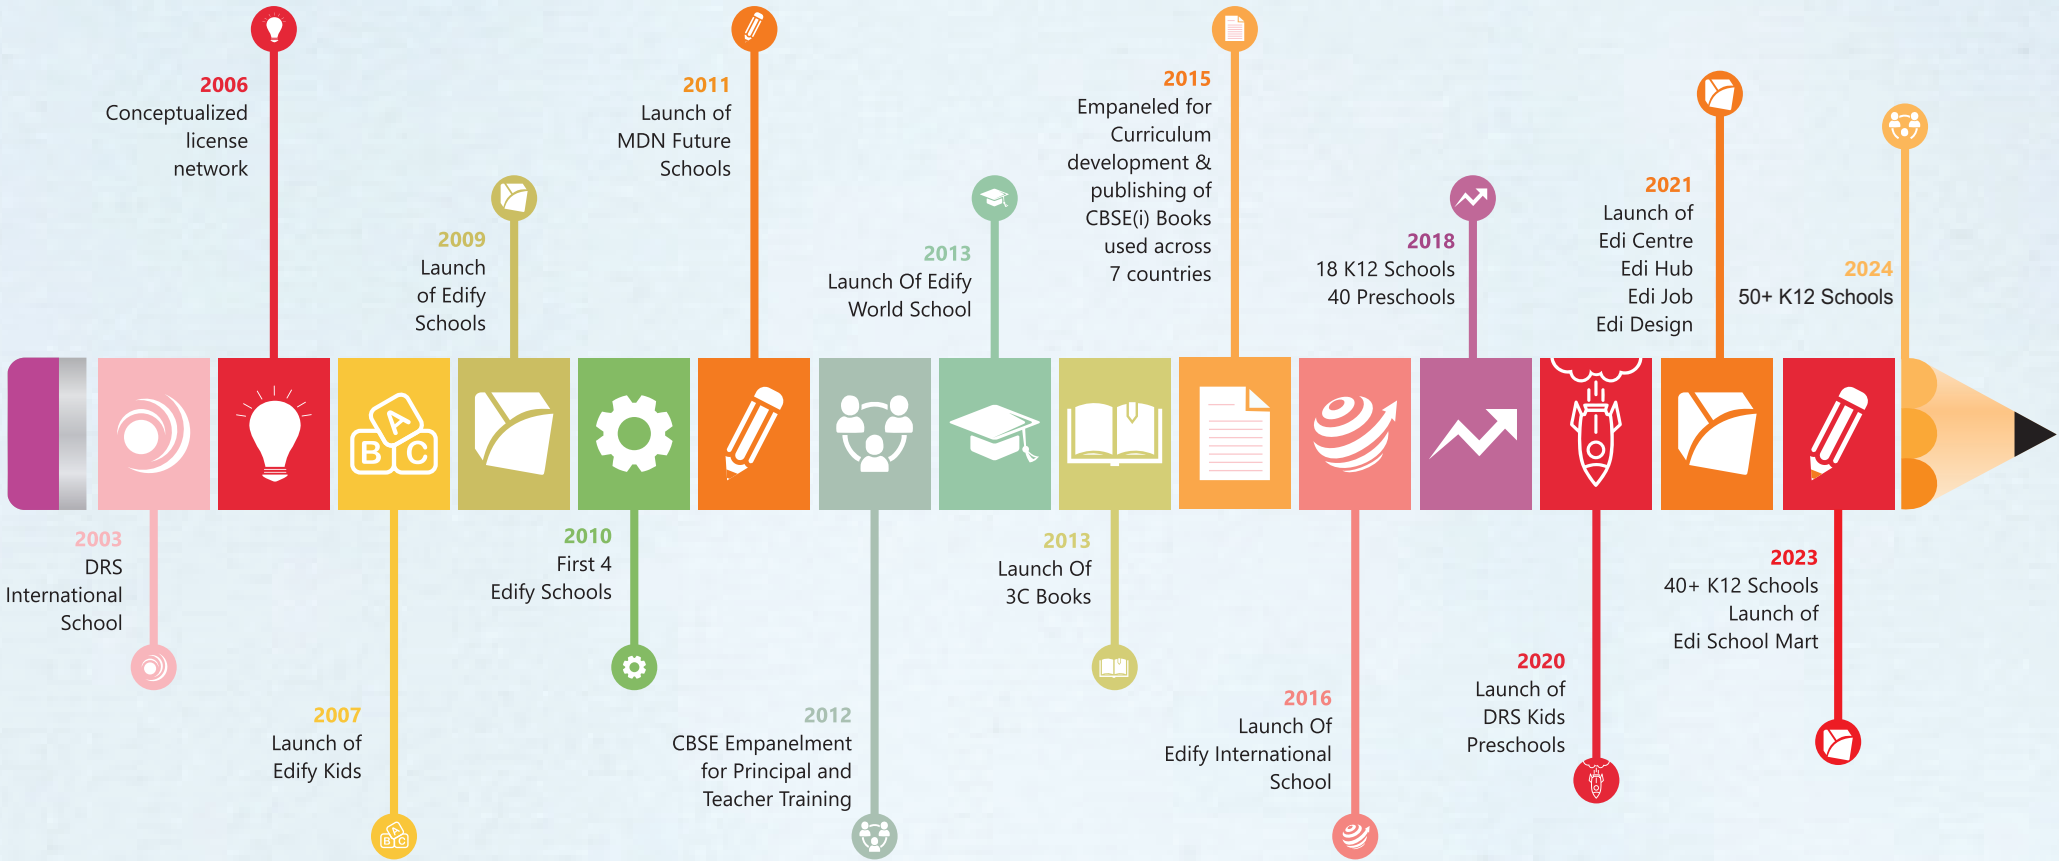 2003
DRS
International
School
2006
Conceptualized
license
network
2007
Launch of
Edify Kids
2009
Launch
of Edify
Schools
2010
First 4
Edify Schools
2011
Launch of
MDN Future
Schools
2012
CBSE Empanelment
for Principal and
Teacher Training
2013
Launch Of Edify
World School
2013
Launch Of
3C Books
2015
Empaneled for
Curriculum
development &
publishing of
CBSE(i) Books
used across
7 countries
2016
Launch Of
Edify International
School
2018
18 K12 Schools
40 Preschools
2020
Launch of
DRS Kids
Preschools
2021
Launch of
Edi Centre
Edi Hub
Edi Job
Edi Design
2023
40+ K12 Schools
Launch of
Edi School Mart
2024
50+ K12 Schools
A
B C
A
B C